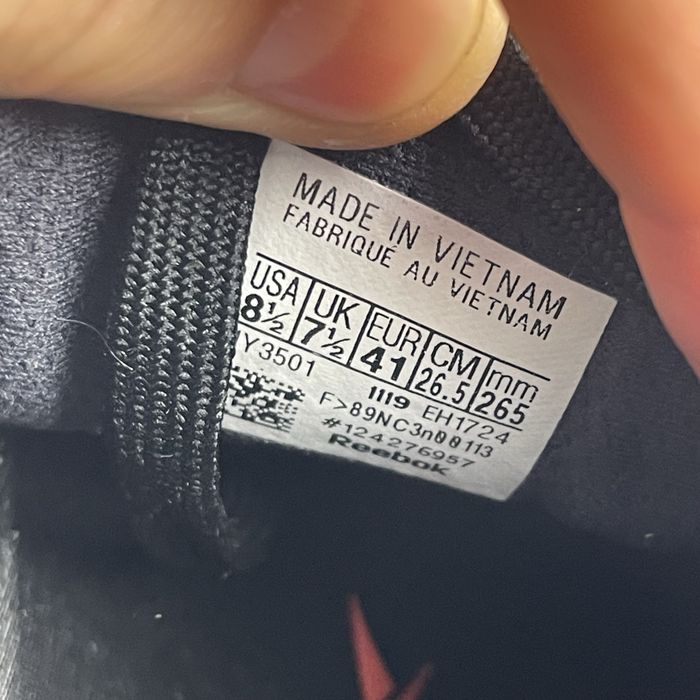 MADE IN VIETNAM
FABRIQUÉ AU VIETNAM
USA UK EUR CM mm
8½ 7½ 41 26.5 265
Y3501 1119 EH1724
F>89NC3n00113
#124276957
Reebok